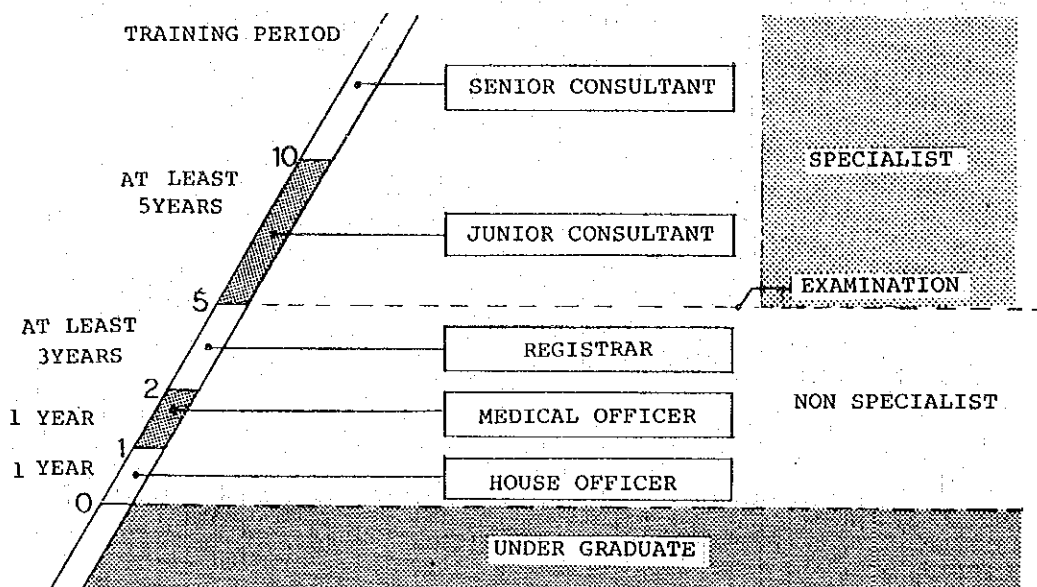 TRAINING PERIOD
SENIOR CONSULTANT
10
SPECIALIST
AT LEAST
5YEARS
JUNIOR CONSULTANT
EXAMINATION
5
AT LEAST
3YEARS
REGISTRAR
2
1 YEAR
MEDICAL OFFICER
NON SPECIALIST
1
1 YEAR
HOUSE OFFICER
0
UNDER GRADUATE